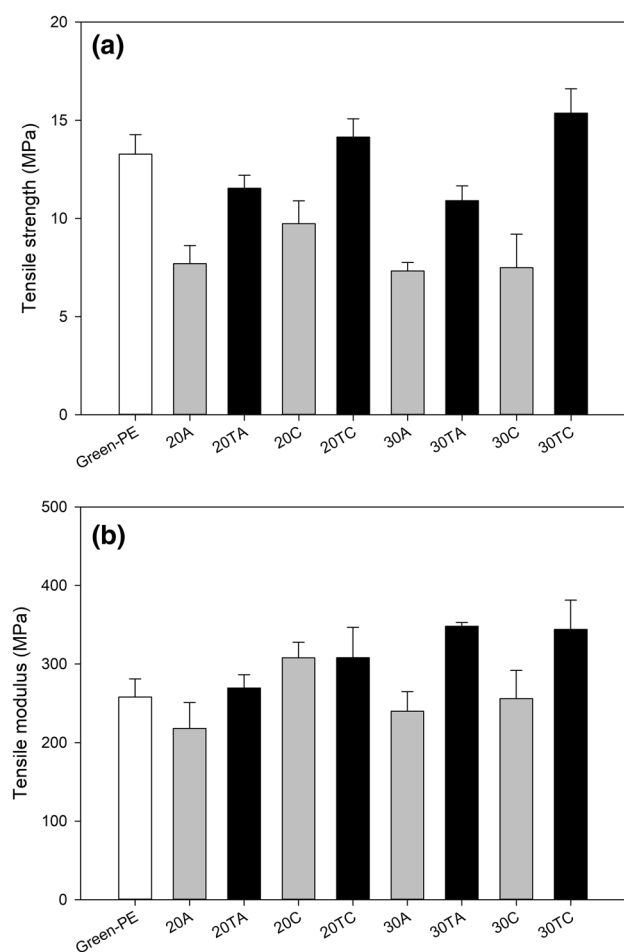 (a)
Tensile strength (MPa)
20
15
10
5
0
Green-PE 20A 20TA 20C 20TC 30A 30TA 30C 30TC
(b)
Tensile modulus (MPa)
500
400
300
200
100
0
Green-PE 20A 20TA 20C 20TC 30A 30TA 30C 30TC